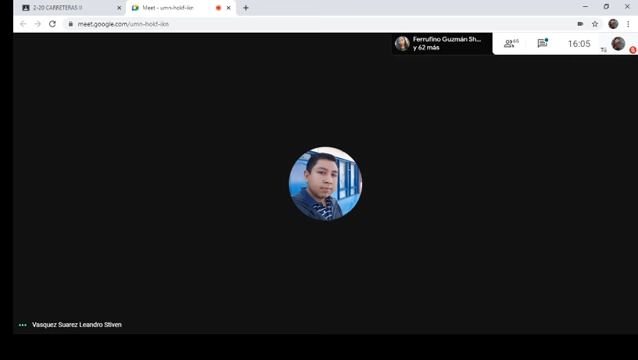 2-20 CARRETERAS II
Meet - umn-hokf-ikn
meet.google.com/umn-hokf-ikn
Ferrufino Guzmán Sh...
y 62 más
16:05
Vasquez Suarez Leandro Stiven